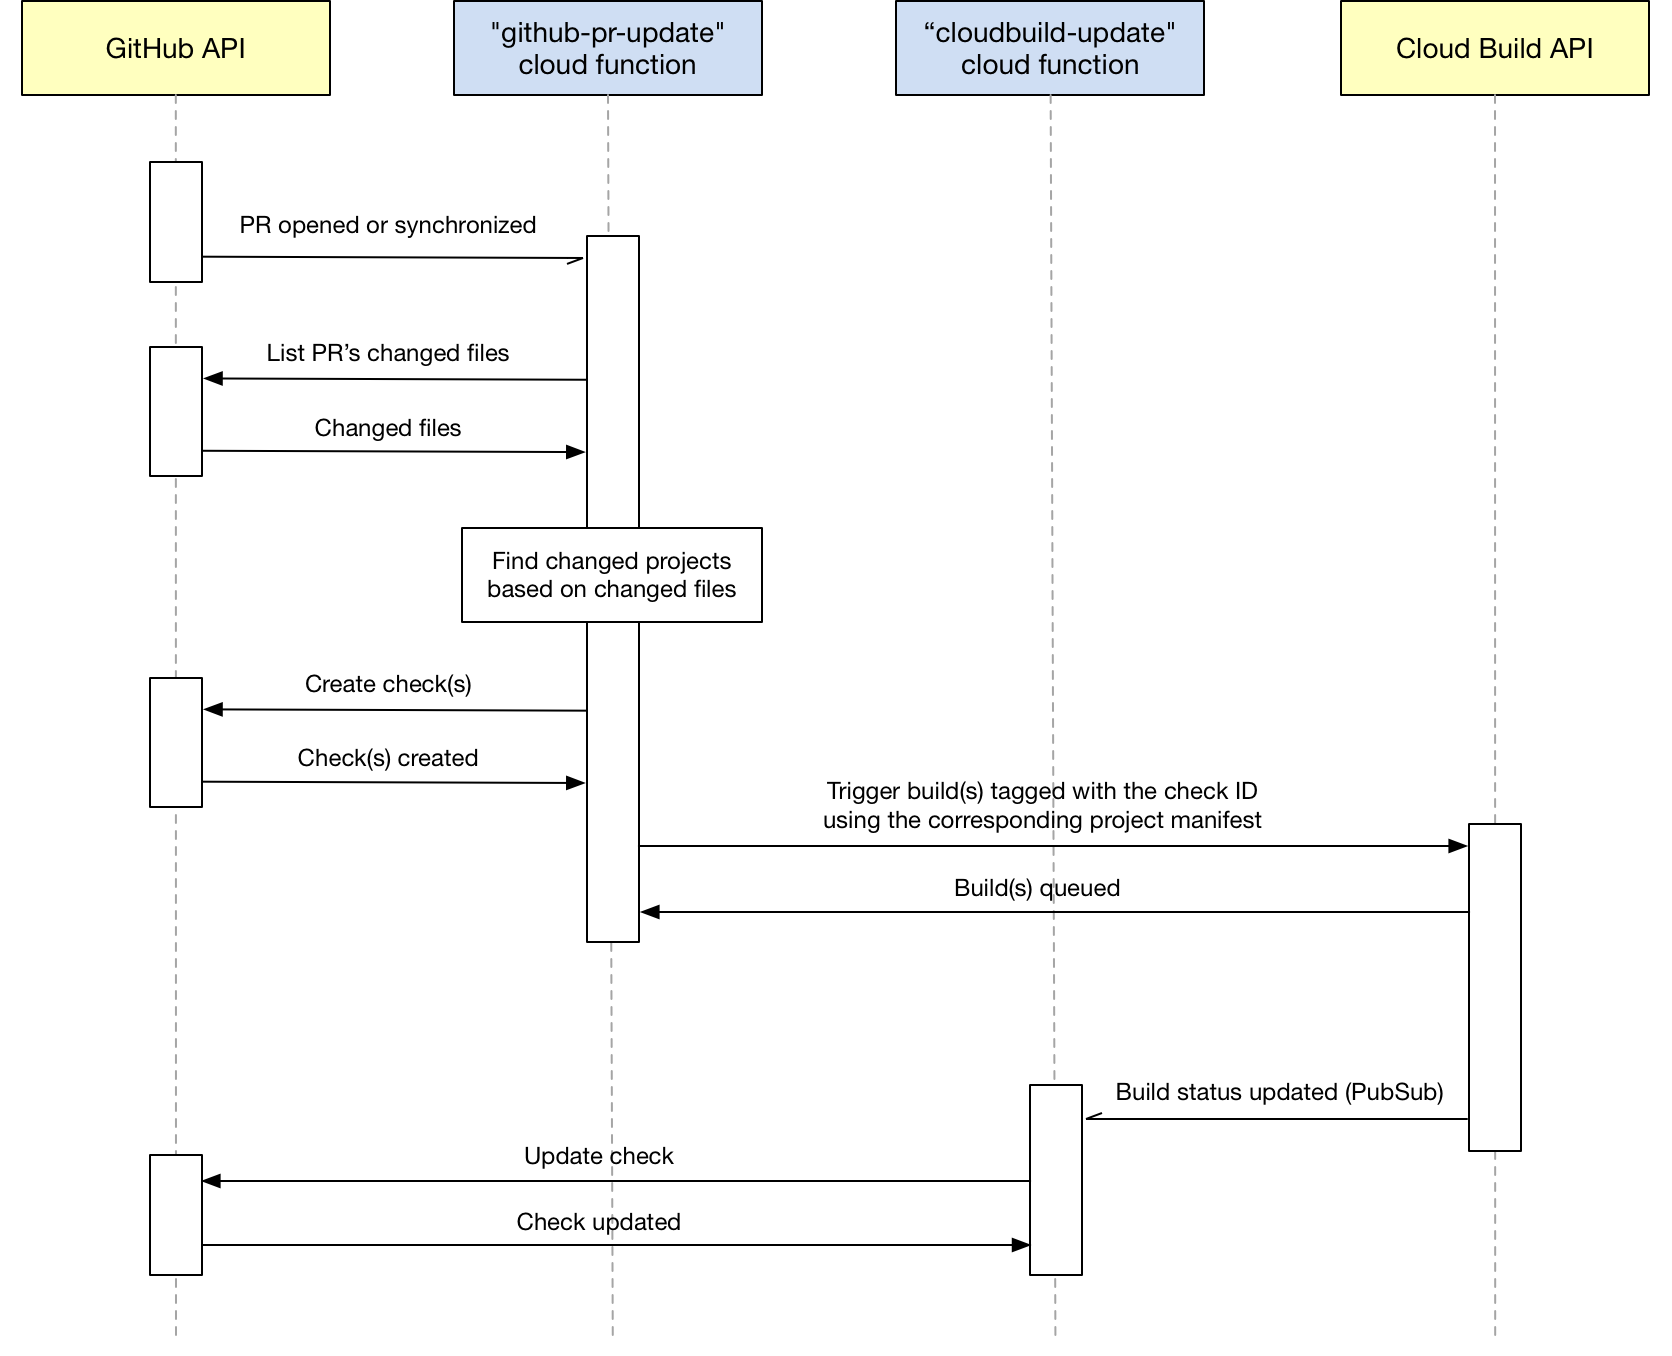 GitHub API
"github-pr-update"
cloud function
“cloudbuild-update"
cloud function
Cloud Build API
PR opened or synchronized
List PR’s changed files
Changed files
Find changed projects
based on changed files
Create check(s)
Check(s) created
Trigger build(s) tagged with the check ID
using the corresponding project manifest
Build(s) queued
Build status updated (PubSub)
Update check
Check updated